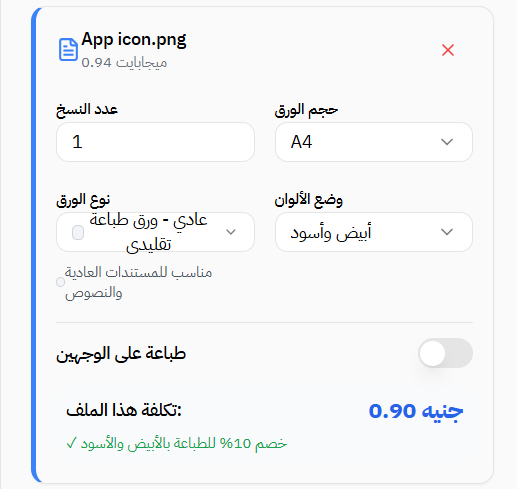 App icon.png
0.94 ميجابايت
عدد النسخ
1
حجم الورق
A4
نوع الورق
عادي - ورق طباعة
تقليدي
مناسب للمستندات العادية
والنصوص
وضع الألوان
أبيض وأسود
طباعة على الوجهين
تكلفة هذا الملف:
0.90 جنيه
✓ خصم 10% للطباعة بالأبيض والأسود